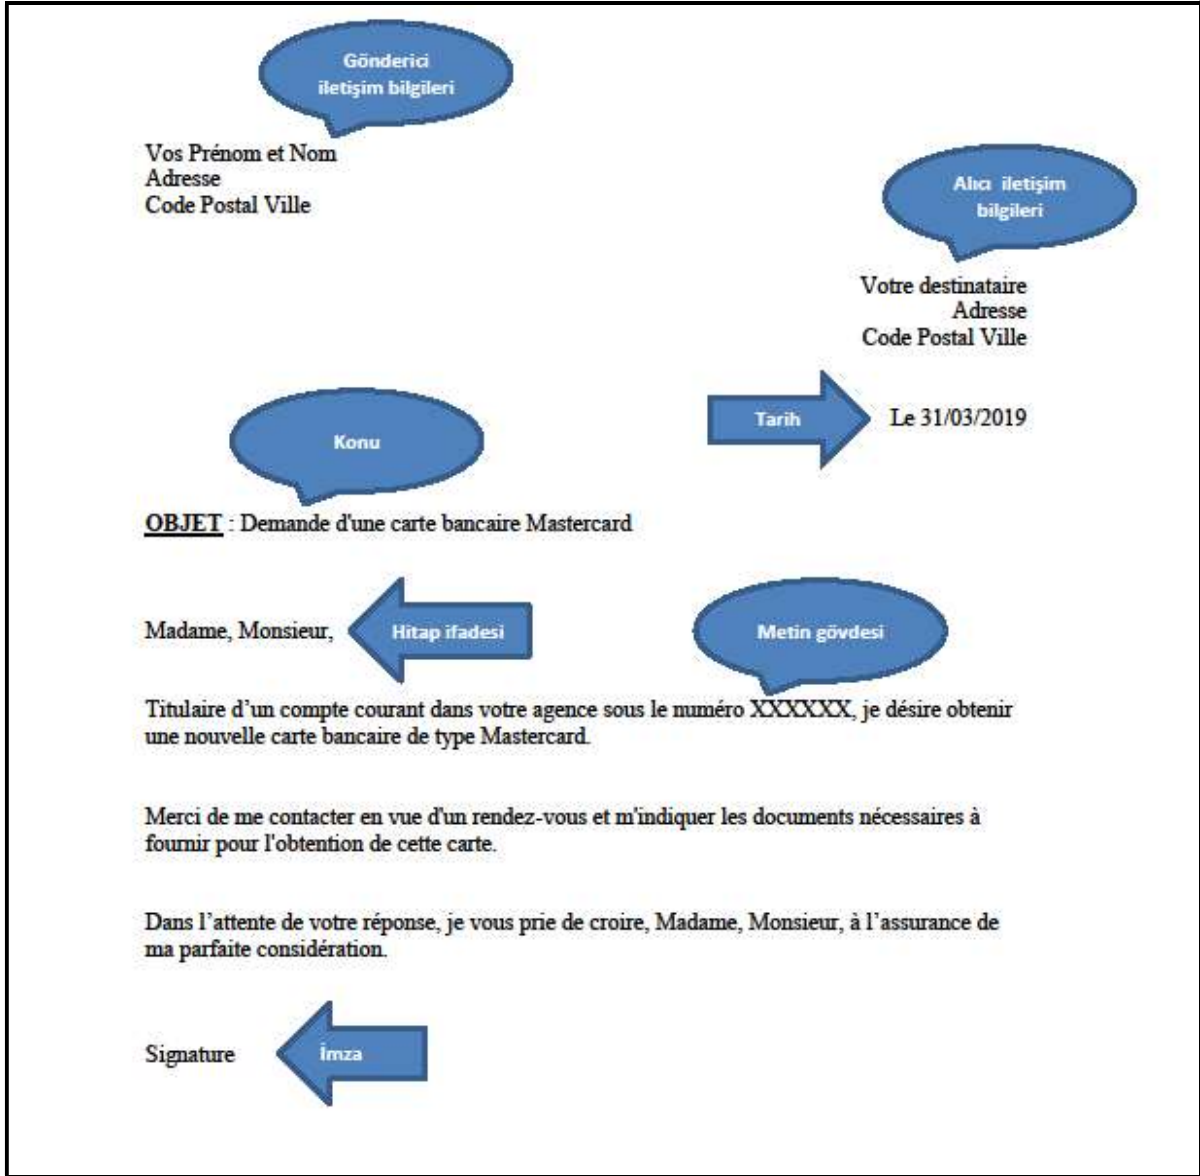 Gönderici
iletişim bilgileri
Vos Prénom et Nom
Adresse
Code Postal Ville
Alıcı iletişim
bilgileri
Votre destinataire
Adresse
Code Postal Ville
Tarih
Le 31/03/2019
Konu
OBJET : Demande d'une carte bancaire Mastercard
Madame, Monsieur,
Hitap ifadesi
Metin gövdesi
Titulaire d’un compte courant dans votre agence sous le numéro XXXXXX, je désire obtenir
une nouvelle carte bancaire de type Mastercard.
Merci de me contacter en vue d'un rendez-vous et m'indiquer les documents nécessaires à
fournir pour l'obtention de cette carte.
Dans l’attente de votre réponse, je vous prie de croire, Madame, Monsieur, à l’assurance de
ma parfaite considération.
Signature
İmza